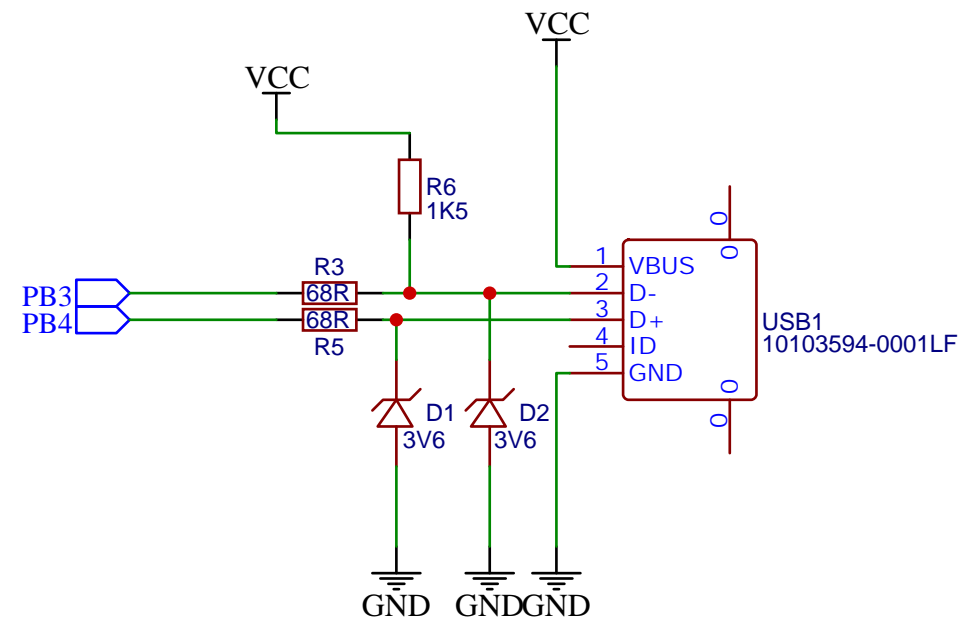 VCC
VCC
R6
1K5
0
0
1
VBUS
R3
2
D-
PB3
68R
3
D+
PB4
68R
USB1
4
ID
10103594-0001LF
R5
5
GND
0
0
D1
D2
3V6
3V6
GND
GND
GND